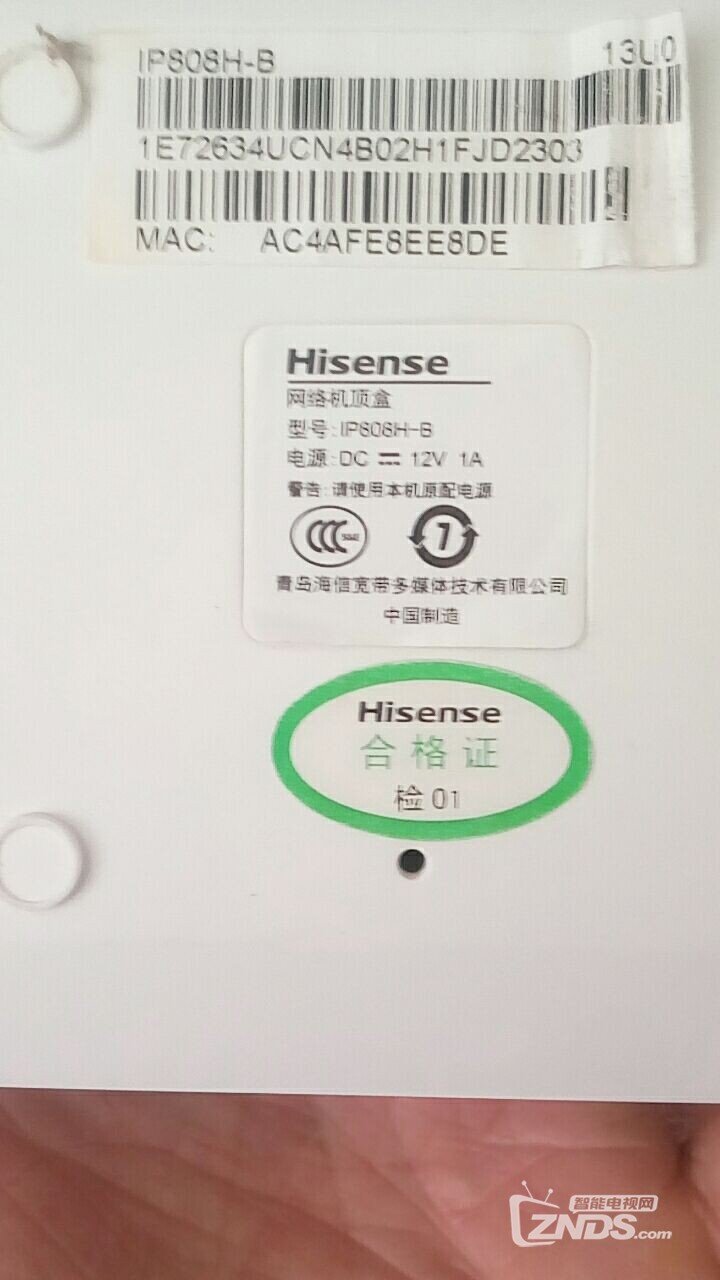 IP808H-B 13U0
1E72634UCN4B02H1FJD2303
MAC: AC4AFE8EE8DE
Hisense
网络机顶盒
型号:IP808H-B
电源:DC 12V 1A
警告:请使用本机原配电源
CCC S&E
7
青岛海信宽带多媒体技术有限公司
中国制造
Hisense
合格证
检01
智能电视网
ZNDS.com